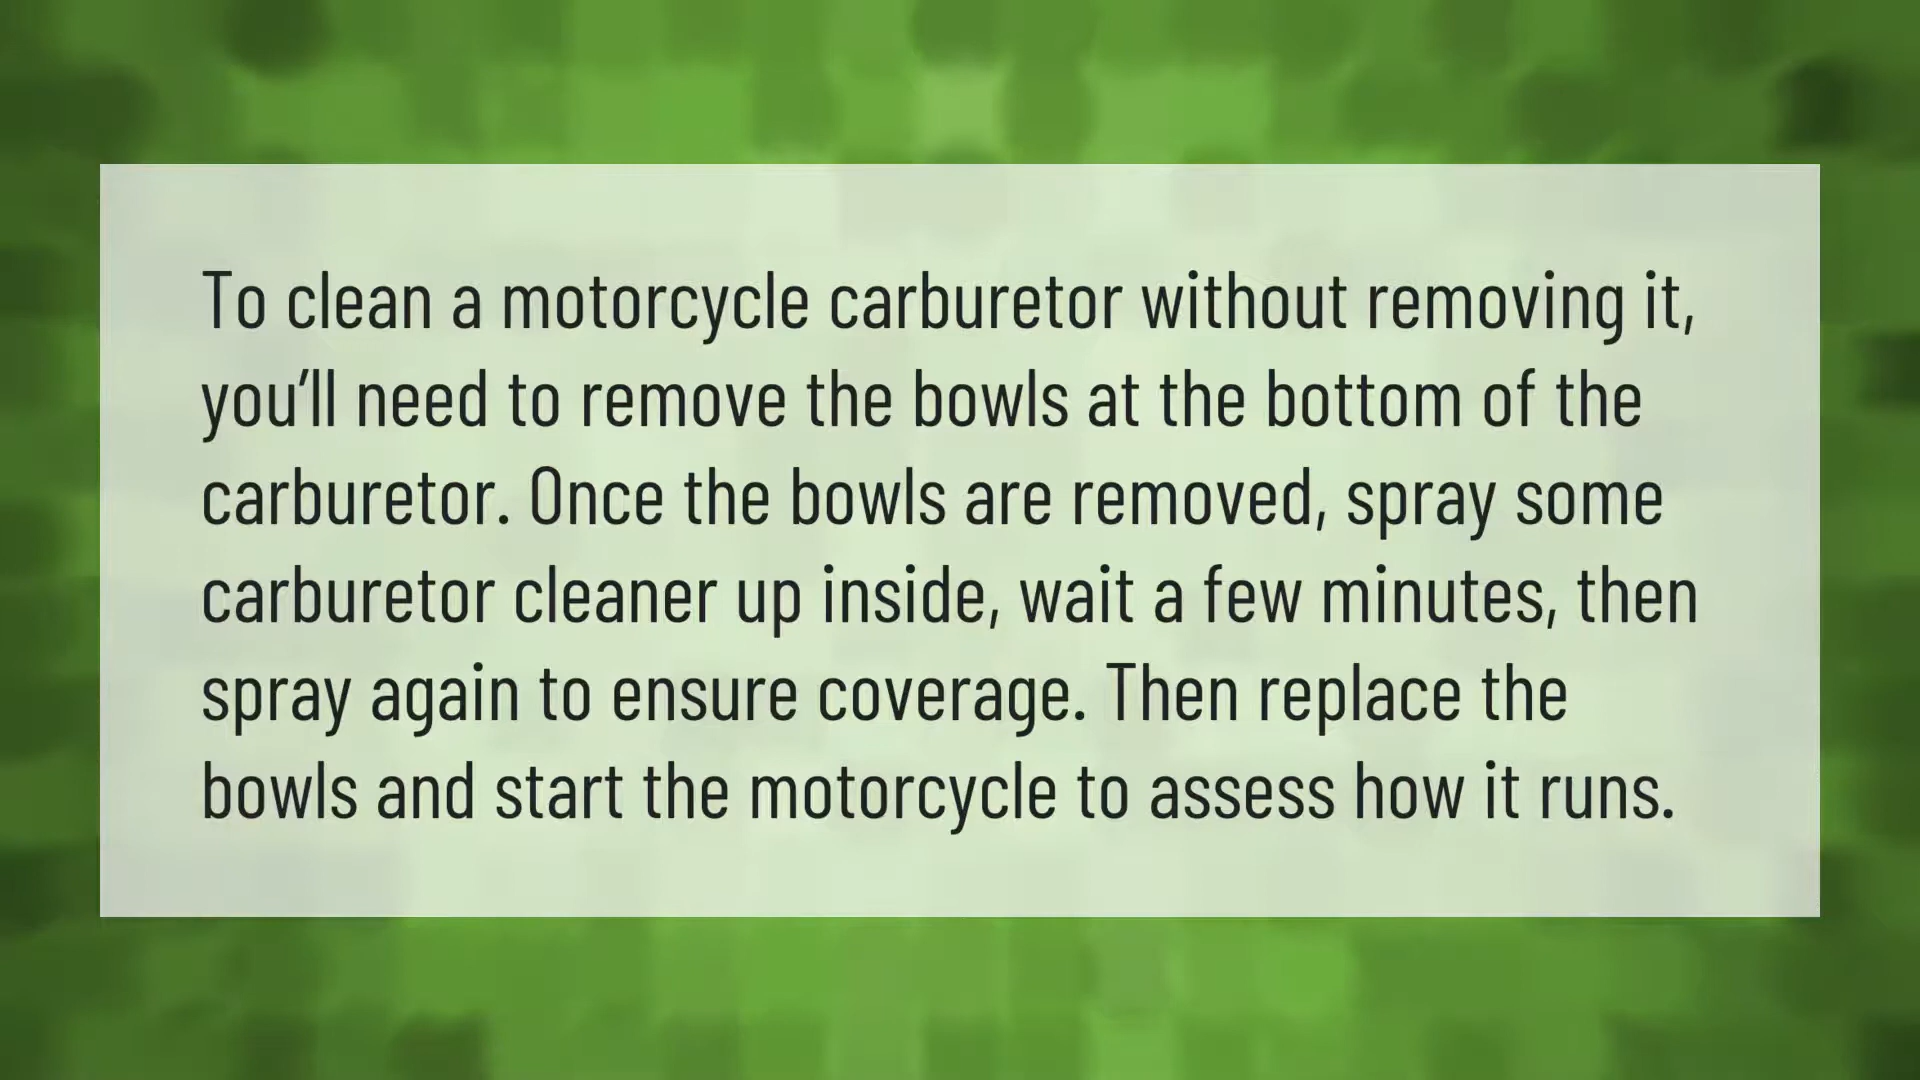 To clean a motorcycle carburetor without removing it,
you'll need to remove the bowls at the bottom of the
carburetor. Once the bowls are removed, spray some
carburetor cleaner up inside, wait a few minutes, then
spray again to ensure coverage. Then replace the
bowls and start the motorcycle to assess how it runs.